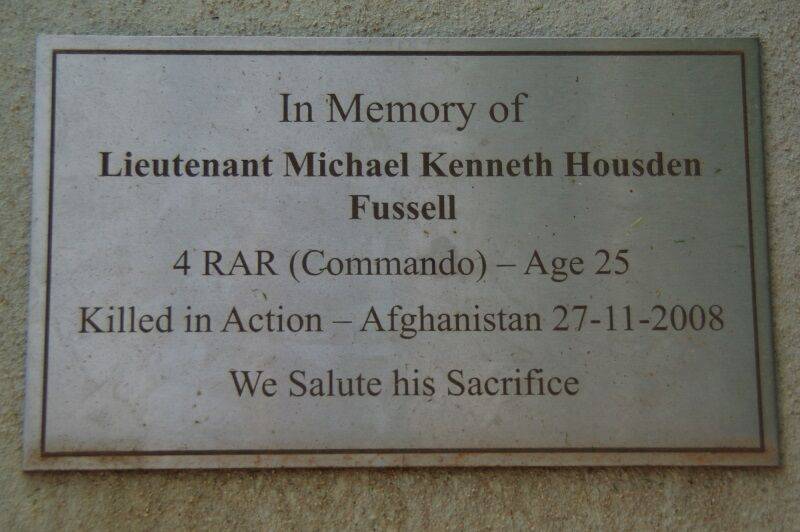 In Memory of
Lieutenant Michael Kenneth Housden
Fussell
4 RAR (Commando) – Age 25
Killed in Action – Afghanistan 27-11-2008
We Salute his Sacrifice